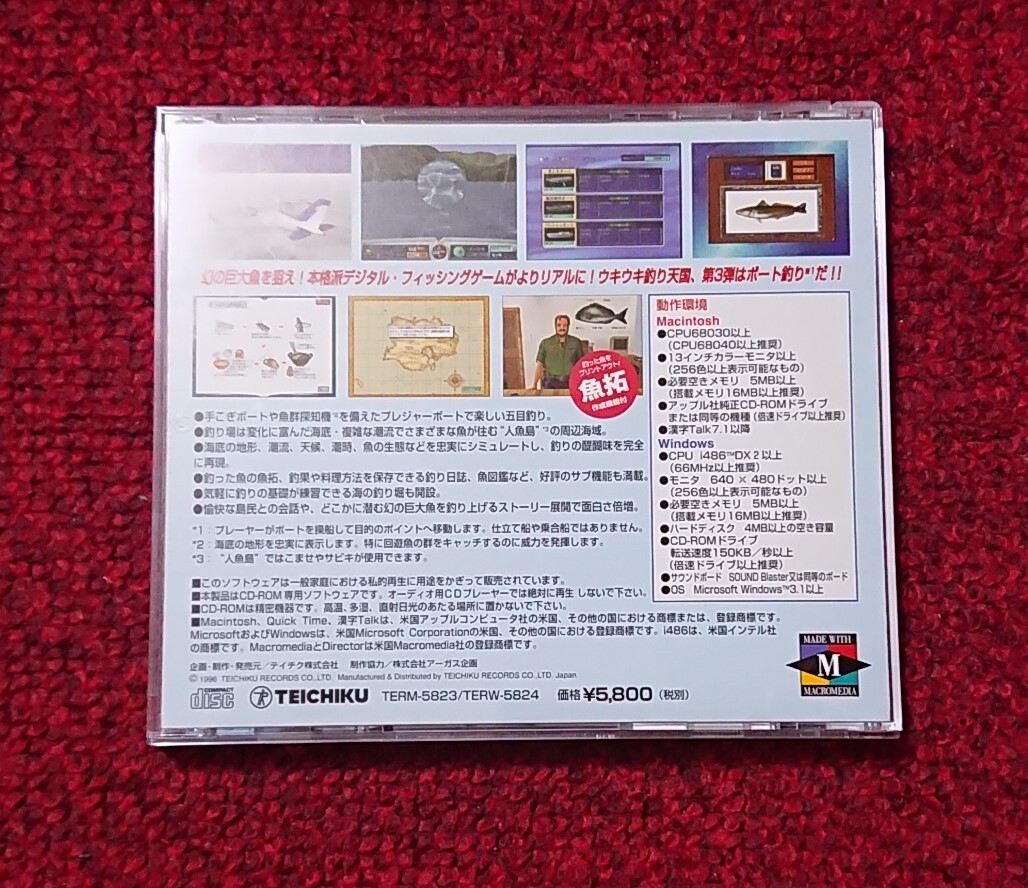 幻の巨大魚を狙え！本格派デジタル・フィッシングゲームがよりリアルに！ウキウキ釣り天国、第3弾はボート釣り*1だ!!
釣った魚を
プリントアウト!
魚拓
作成機能付
●手こぎボートや魚群探知機*2を備えたプレジャーボートで楽しい五目釣り。
●釣り場は変化に富んだ海底・複雑な潮流でさまざまな魚が住む“人魚島”*3の周辺海域。
●海底の地形、潮流、天候、潮時、魚の生態などを忠実にシミュレートし、釣りの醍醐味を完全
に再現。
●釣った魚の魚拓、釣果や料理方法を保存できる釣り日誌、魚図鑑など、好評のサブ機能も満載。
●気軽に釣りの基礎が練習できる海の釣り堀も開設。
●愉快な島民との会話や、どこかに潜む幻の巨大魚を釣り上げるストーリー展開で面白さ倍増。
*1：プレーヤーがボートを操船して目的のポイントへ移動します。仕立て船や乗合船ではありません。
*2：海底の地形を忠実に表示します。特に回遊魚の群をキャッチするのに威力を発揮します。
*3：“人魚島”ではこませやサビキが使用できます。
動作環境
Macintosh
●CPU68030以上
(CPU68040以上推奨)
●13インチカラーモニタ以上
(256色以上表示可能なもの)
●必要空きメモリ 5MB以上
(搭載メモリ16MB以上推奨)
●アップル社純正CD-ROMドライブ
または同等の機種(倍速ドライブ以上推奨)
●漢字Talk7.1以降
Windows
●CPU i486™DX2以上
(66MHz以上推奨)
●モニタ 640×480ドット以上
(256色以上表示可能なもの)
●必要空きメモリ 5MB以上
(搭載メモリ16MB以上推奨)
●ハードディスク 4MB以上の空き容量
●CD-ROMドライブ
転送速度150KB／秒以上
(倍速ドライブ以上推奨)
●サウンドボード SOUND Blaster又は同等のボード
●OS Microsoft Windows™3.1以上
■このソフトウェアは一般家庭における私的再生に用途をかぎって販売されています。
■本製品はCD-ROM専用ソフトウェアです。オーディオ用CDプレーヤーでは絶対に再生 しないで下さい。
■CD-ROMは精密機器です。高温、多湿、直射日光のあたる場所に置かないで下さい。
■Macintosh、Quick Time、漢字Talkは、米国アップルコンピュータ社の米国、その他の国における商標または、登録商標です。
MicrosoftおよびWindowsは、米国Microsoft Corporationの米国、その他の国における登録商標です。i486は、米国インテル社
の商標です。MacromediaとDirectorは米国Macromedia社の登録商標です。
企画・制作・発売元／テイチク株式会社 制作協力／株式会社アーガス企画
© 1996 TEICHIKU RECORDS CO.,LTD. Manufactured & Distributed by TEICHIKU RECORDS CO.,LTD. Japan.
COMPACT
disc
TEICHIKU TERM-5823/TERW-5824 価格¥5,800(税別)
MADE WITH
M
MACROMEDIA